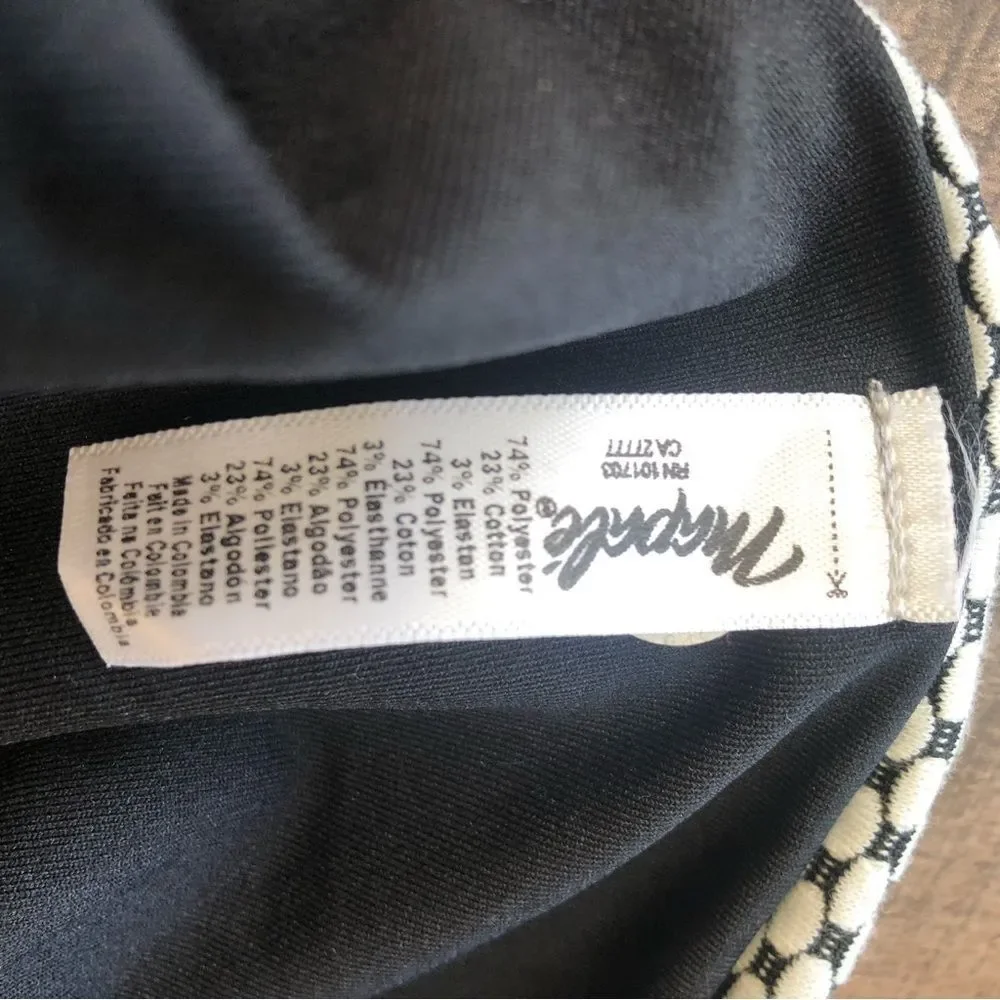 Mapalé®
RN 101703
CA 27777
74% Polyester
23% Cotton
3% Elastan
74% Polyester
23% Coton
3% Elasthanne
74% Polyester
23% Algodão
3% Elastano
74% Poliester
23% Algodón
3% Elastano
Made in Colombia
Fait en Colombie
Feita na Colômbia
Fabricado en Colombia